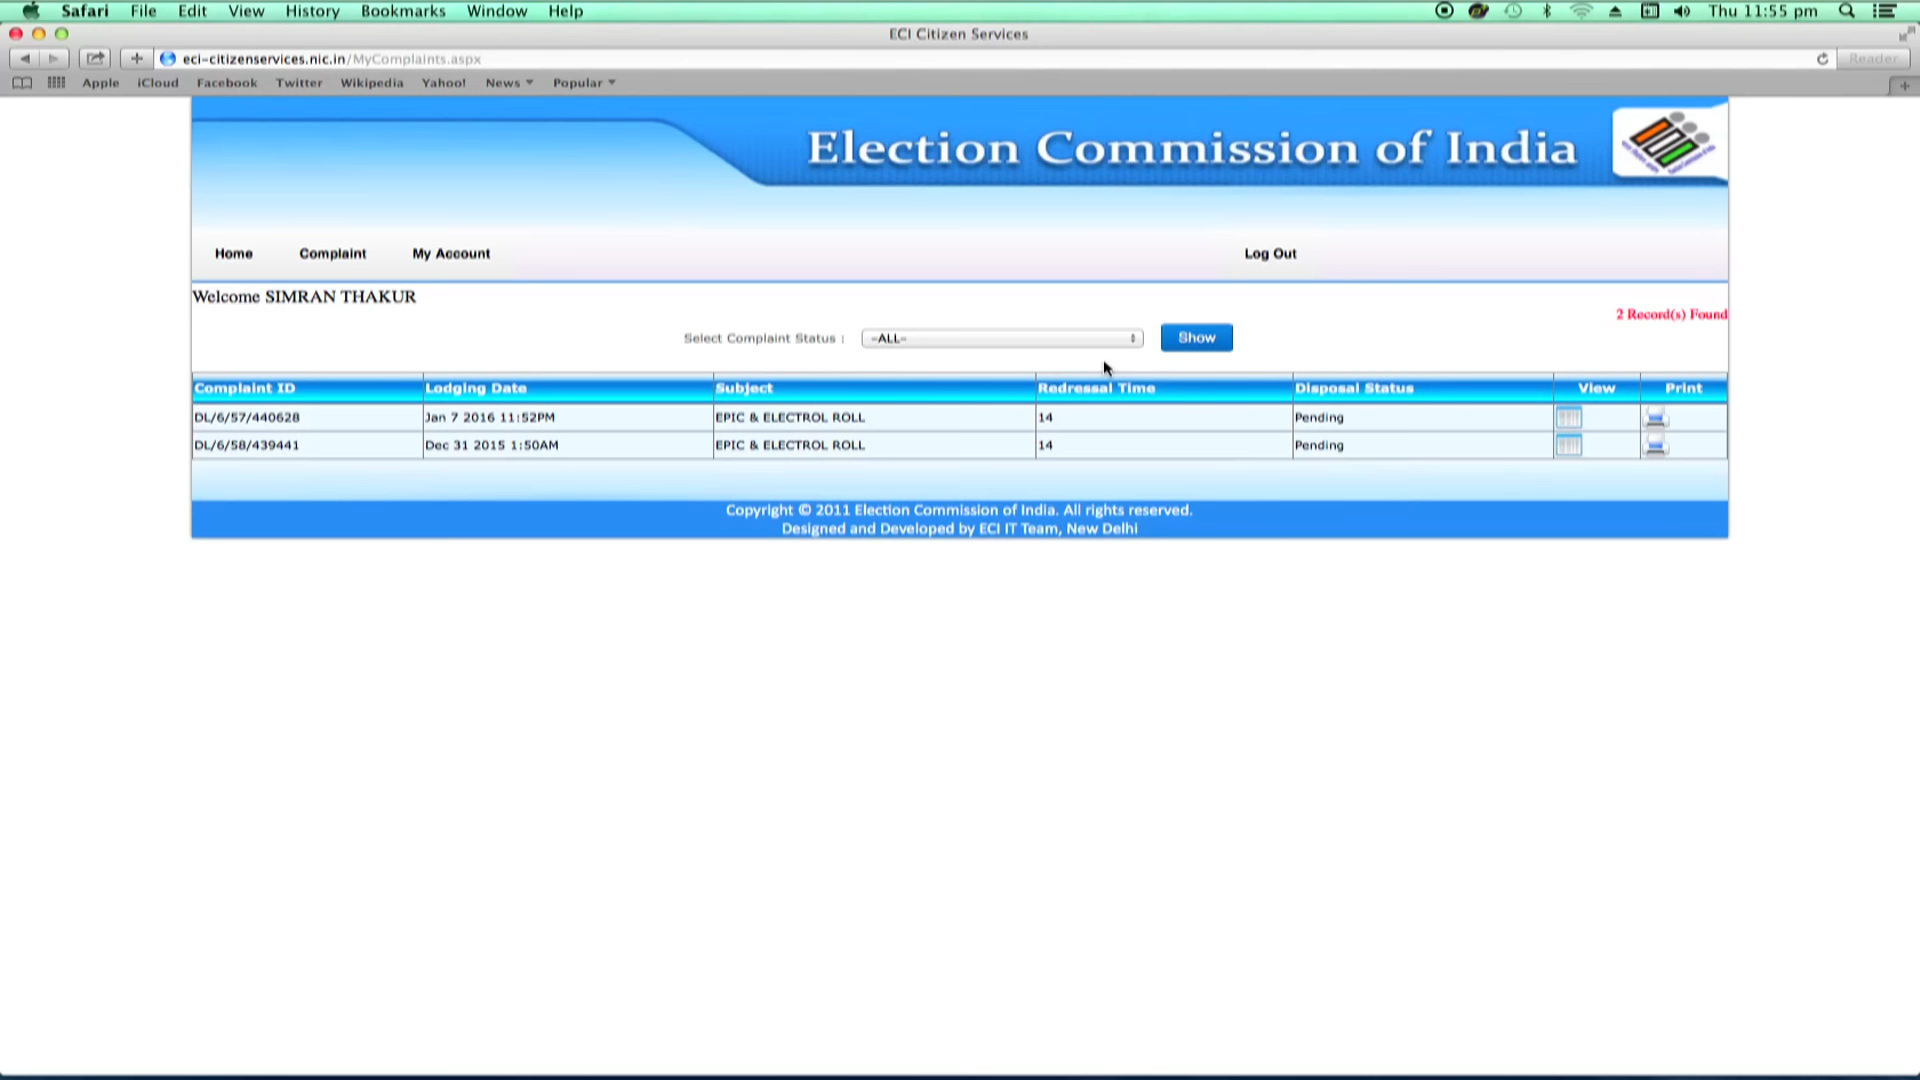 Safari File Edit View History Bookmarks Window Help Thu 11:55 pm
ECI Citizen Services
eci-citizenservices.nic.in/MyComplaints.aspx Reader
Apple iCloud Facebook Twitter Wikipedia Yahoo! News Popular
Election Commission of India
Home Complaint My Account Log Out
Welcome SIMRAN THAKUR
2 Record(s) Found
Select Complaint Status : -ALL- Show
Complaint ID Lodging Date Subject Redressal Time Disposal Status View Print
DL/6/57/440628 Jan 7 2016 11:52PM EPIC & ELECTROL ROLL 14 Pending
DL/6/58/439441 Dec 31 2015 1:50AM EPIC & ELECTROL ROLL 14 Pending
Copyright © 2011 Election Commission of India. All rights reserved.
Designed and Developed by ECI IT Team, New Delhi